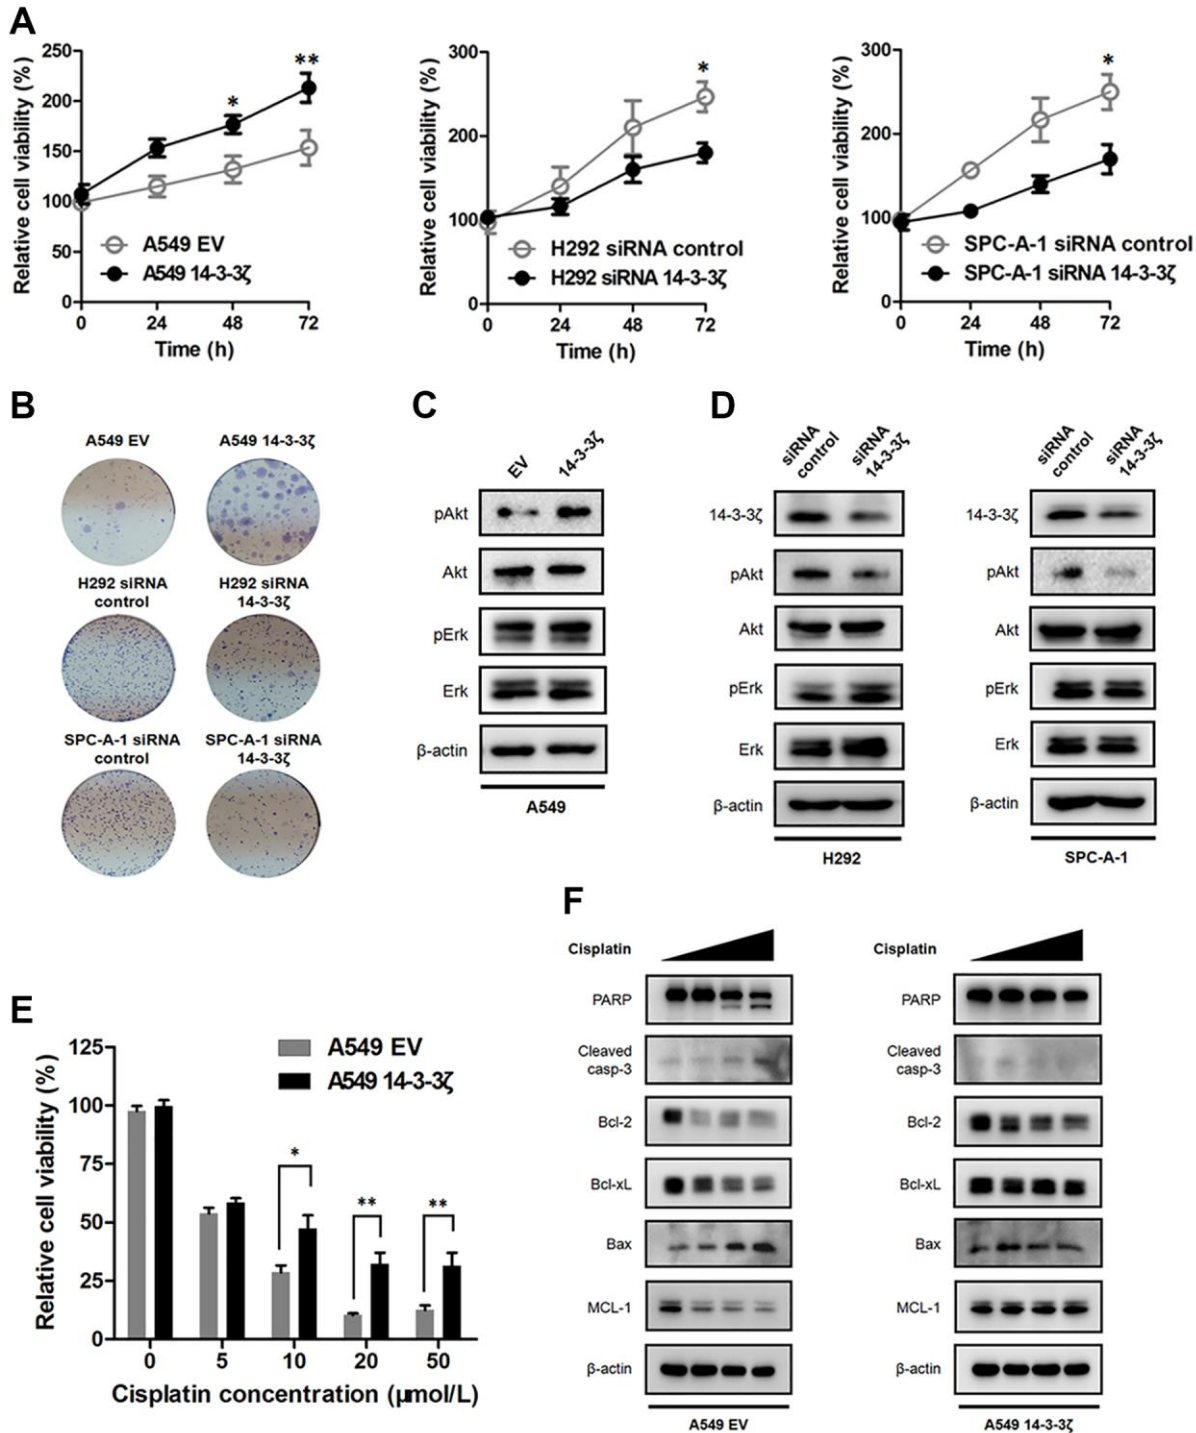 A
Relative cell viability (%)
250
200
150
100
50
0
**
*
A549 EV
A549 14-3-3ζ
0 24 48 72
Time (h)
Relative cell viability (%)
300
200
100
0
*
H292 siRNA control
H292 siRNA 14-3-3ζ
0 24 48 72
Time (h)
Relative cell viability (%)
300
200
100
0
*
SPC-A-1 siRNA control
SPC-A-1 siRNA 14-3-3ζ
0 24 48 72
Time (h)
B
A549 EV
A549 14-3-3ζ
H292 siRNA
control
H292 siRNA
14-3-3ζ
SPC-A-1 siRNA
control
SPC-A-1 siRNA
14-3-3ζ
C
EV
14-3-3ζ
pAkt
Akt
pErk
Erk
β-actin
A549
D
siRNA
control
siRNA
14-3-3ζ
14-3-3ζ
pAkt
Akt
pErk
Erk
β-actin
H292
siRNA
control
siRNA
14-3-3ζ
14-3-3ζ
pAkt
Akt
pErk
Erk
β-actin
SPC-A-1
E
Relative cell viability (%)
125
100
75
50
25
0
A549 EV
A549 14-3-3ζ
*
**
**
0 5 10 20 50
Cisplatin concentration (μmol/L)
F
Cisplatin
PARP
Cleaved
casp-3
Bcl-2
Bcl-xL
Bax
MCL-1
β-actin
A549 EV
Cisplatin
PARP
Cleaved
casp-3
Bcl-2
Bcl-xL
Bax
MCL-1
β-actin
A549 14-3-3ζ